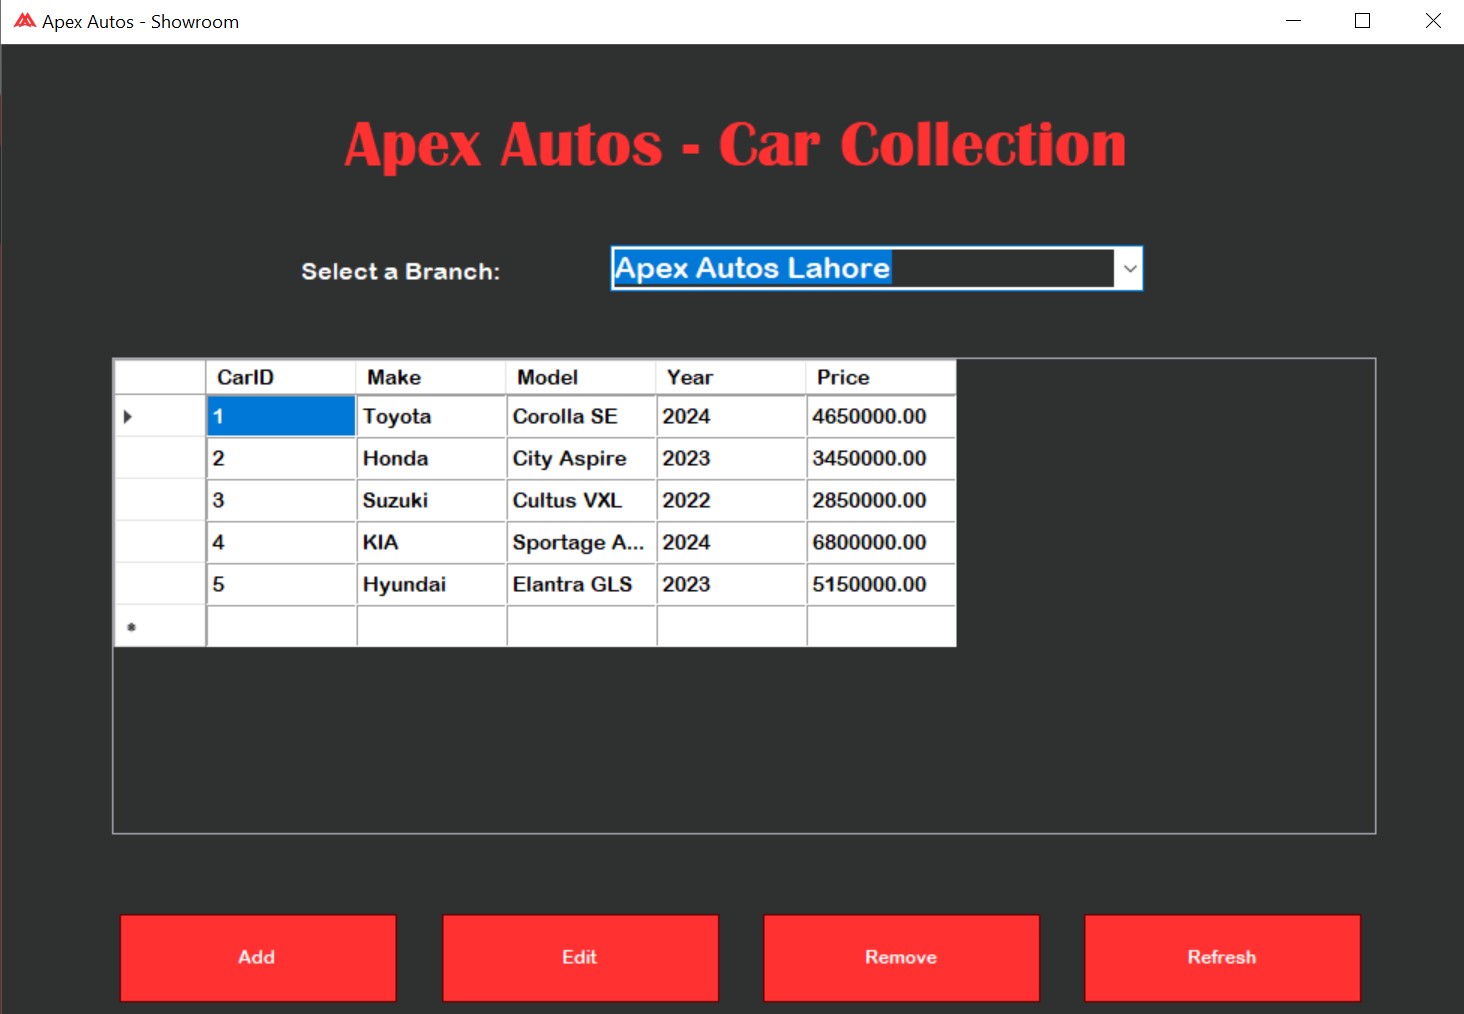 Apex Autos - Showroom
Apex Autos - Car Collection
Select a Branch: Apex Autos Lahore
CarID Make Model Year Price
1 Toyota Corolla SE 2024 4650000.00
2 Honda City Aspire 2023 3450000.00
3 Suzuki Cultus VXL 2022 2850000.00
4 KIA Sportage A... 2024 6800000.00
5 Hyundai Elantra GLS 2023 5150000.00
Add Edit Remove Refresh